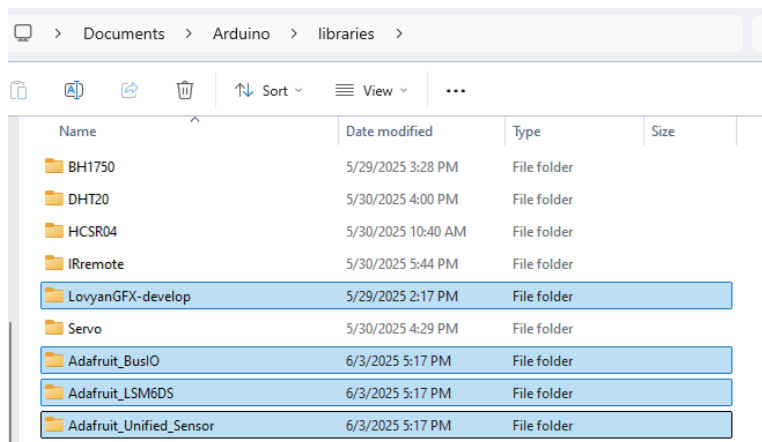 > Documents > Arduino > libraries >
Sort View ...
Name Date modified Type Size
BH1750 5/29/2025 3:28 PM File folder
DHT20 5/30/2025 4:00 PM File folder
HCSR04 5/30/2025 10:40 AM File folder
IRremote 5/30/2025 5:44 PM File folder
LovyanGFX-develop 5/29/2025 2:17 PM File folder
Servo 5/30/2025 4:29 PM File folder
Adafruit_BusIO 6/3/2025 5:17 PM File folder
Adafruit_LSM6DS 6/3/2025 5:17 PM File folder
Adafruit_Unified_Sensor 6/3/2025 5:17 PM File folder